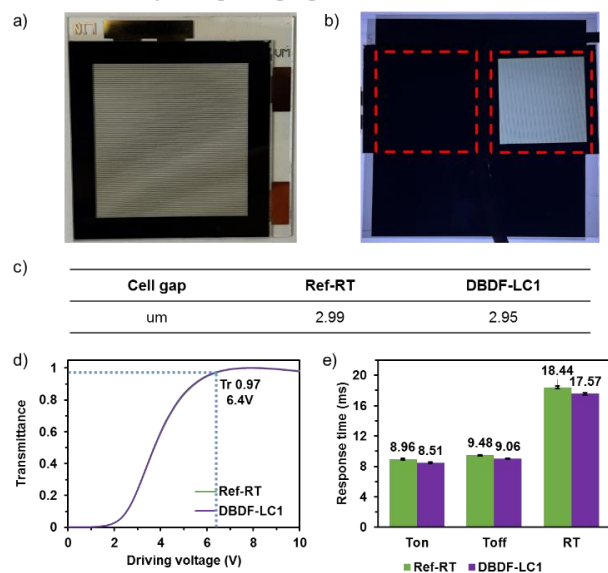 a)
b)
UM
c)
Cell gap Ref-RT DBDF-LC1
um 2.99 2.95
d)
1
0.8
0.6
0.4
0.2
0
Transmittance
Tr 0.97
6.4V
Ref-RT
DBDF-LC1
0 2 4 6 8 10
Driving voltage (V)
e)
20
16
12
8
4
0
Response time (ms)
8.96 8.51
9.48 9.06
18.44
17.57
Ton Toff RT
Ref-RT DBDF-LC1